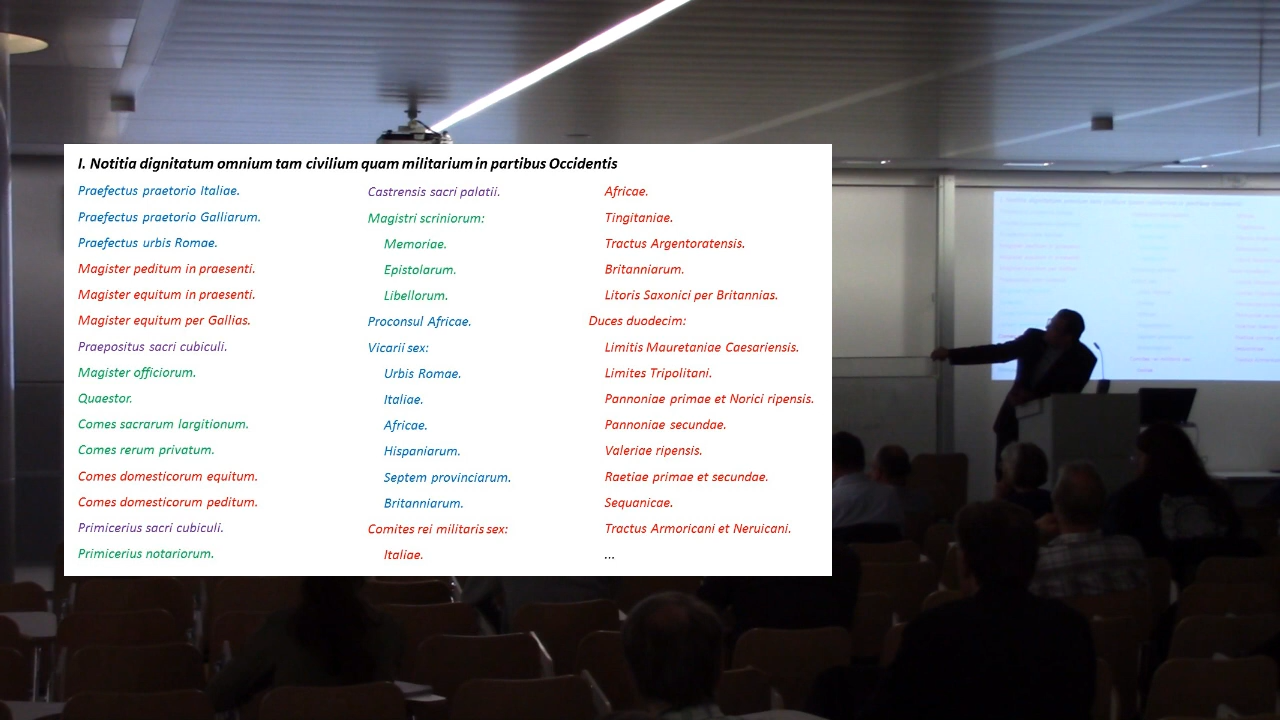 I. Notitia dignitatum omnium tam civilium quam militarium in partibus Occidentis
Praefectus praetorio Italiae.
Praefectus praetorio Galliarum.
Praefectus urbis Romae.
Magister peditum in praesenti.
Magister equitum in praesenti.
Magister equitum per Gallias.
Praepositus sacri cubiculi.
Magister officiorum.
Quaestor.
Comes sacrarum largitionum.
Comes rerum privatum.
Comes domesticorum equitum.
Comes domesticorum peditum.
Primicerius sacri cubiculi.
Primicerius notariorum.
Castrensis sacri palatii.
Magistri scriniorum:
Memoriae.
Epistolarum.
Libellorum.
Proconsul Africae.
Vicarii sex:
Urbis Romae.
Italiae.
Africae.
Hispaniarum.
Septem provinciarum.
Britanniarum.
Comites rei militaris sex:
Italiae.
Africae.
Tingitaniae.
Tractus Argentoratensis.
Britanniarum.
Litoris Saxonici per Britannias.
Duces duodecim:
Limitis Mauretaniae Caesariensis.
Limites Tripolitani.
Pannoniae primae et Norici ripensis.
Pannoniae secundae.
Valeriae ripensis.
Raetiae primae et secundae.
Sequanicae.
Tractus Armoricani et Neruicani.
...